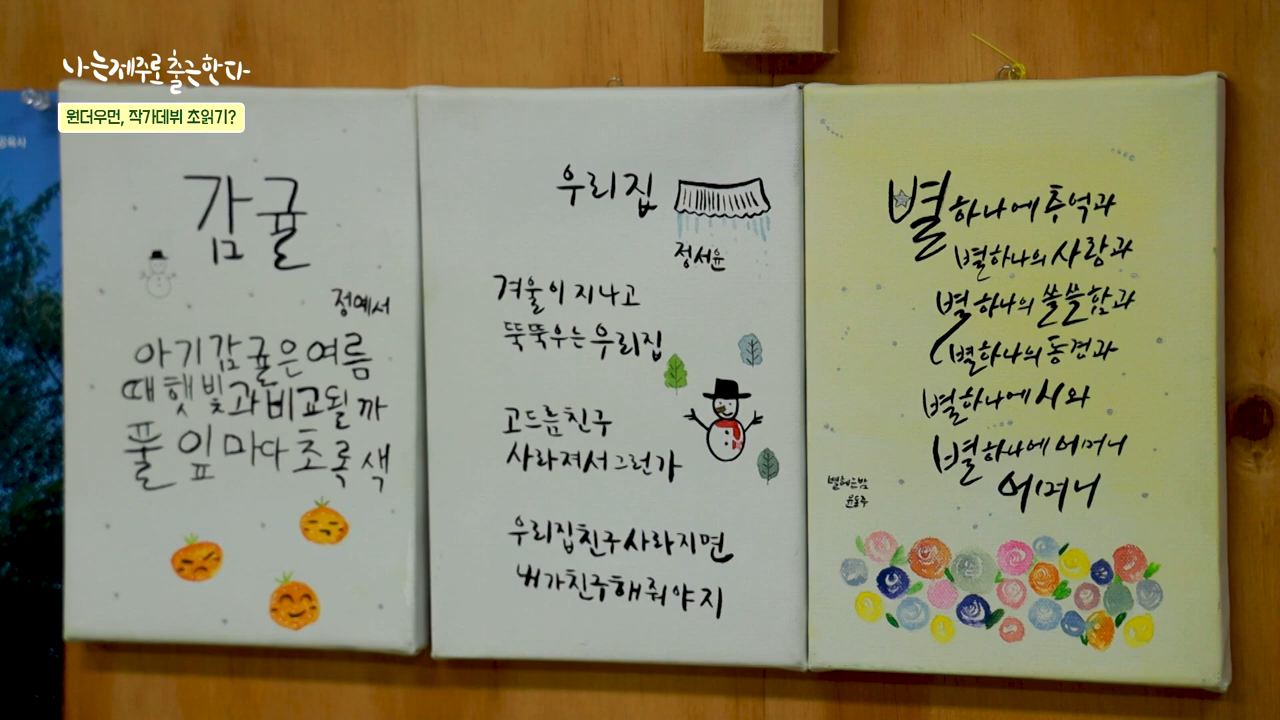 나는 제주로 출근한다
원더우먼, 작가데뷔 초읽기?
감귤
정예서
아기감귤은여름
때햇빛과비교될까
풀잎마다초록색
우리집
정서윤
겨울이지나고
뚝뚝우는우리집
고드름친구
사라져서그런가
우리집친구사라지면
내가친구해줘야지
별하나에 추억과
별하나의 사랑과
별하나의 쓸쓸함과
별하나의 동경과
별하나에 시와
별하나에 어머니
어머니
별헤는밤
윤동주